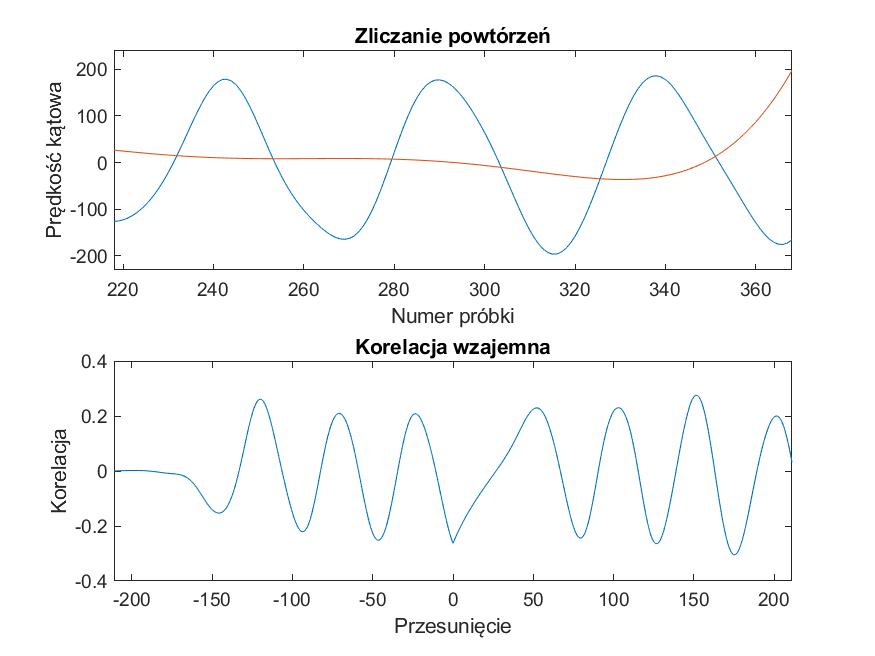 Zliczanie powtórzeń
200
100
0
-100
-200
Prędkość kątowa
220 240 260 280 300 320 340 360
Numer próbki
Korelacja wzajemna
0.4
0.2
0
-0.2
-0.4
Korelacja
-200 -150 -100 -50 0 50 100 150 200
Przesunięcie